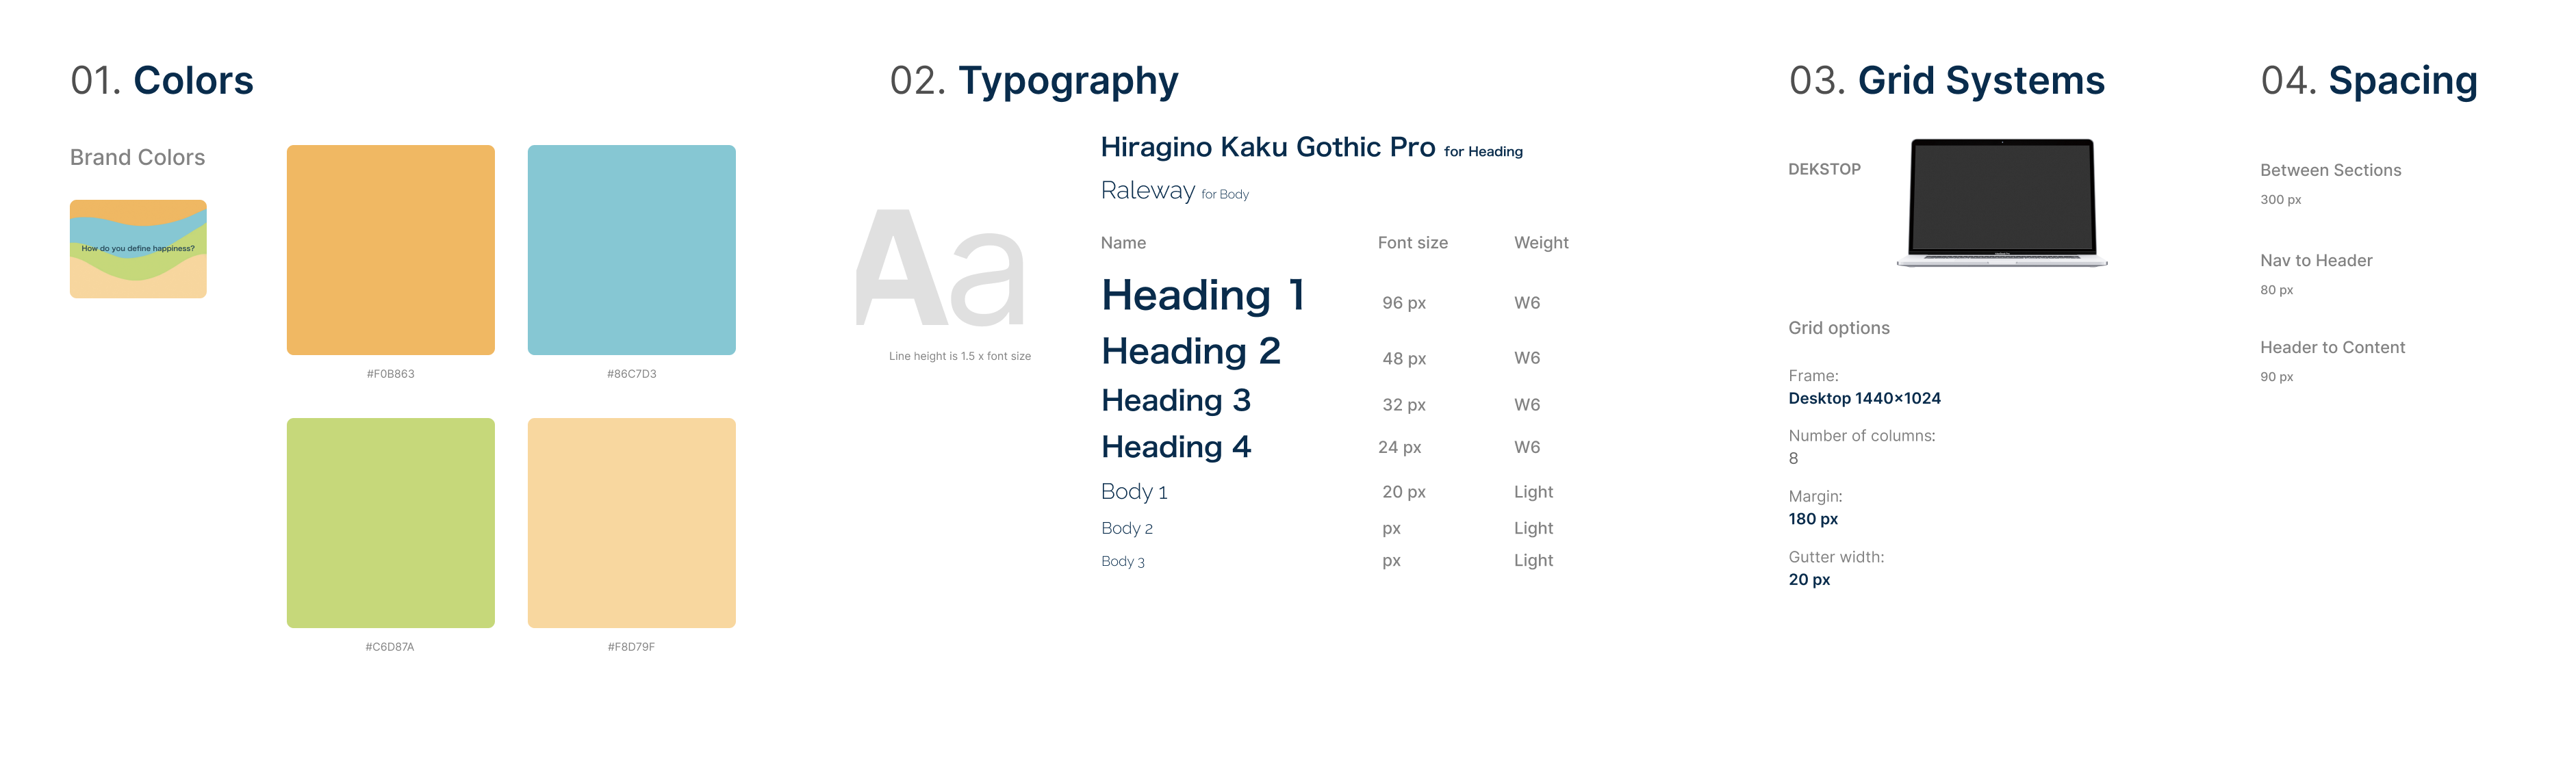 01. Colors
Brand Colors
How do you define happiness?
#F0B863
#86C7D3
#C6D87A
#F8D79F
02. Typography
Aa
Line height is 1.5 x font size
Hiragino Kaku Gothic Pro for Heading
Raleway for Body
Name Font size Weight
Heading 1 96 px W6
Heading 2 48 px W6
Heading 3 32 px W6
Heading 4 24 px W6
Body 1 20 px Light
Body 2 px Light
Body 3 px Light
03. Grid Systems
DEKSTOP
Grid options
Frame:
Desktop 1440×1024
Number of columns:
8
Margin:
180 px
Gutter width:
20 px
04. Spacing
Between Sections
300 px
Nav to Header
80 px
Header to Content
90 px